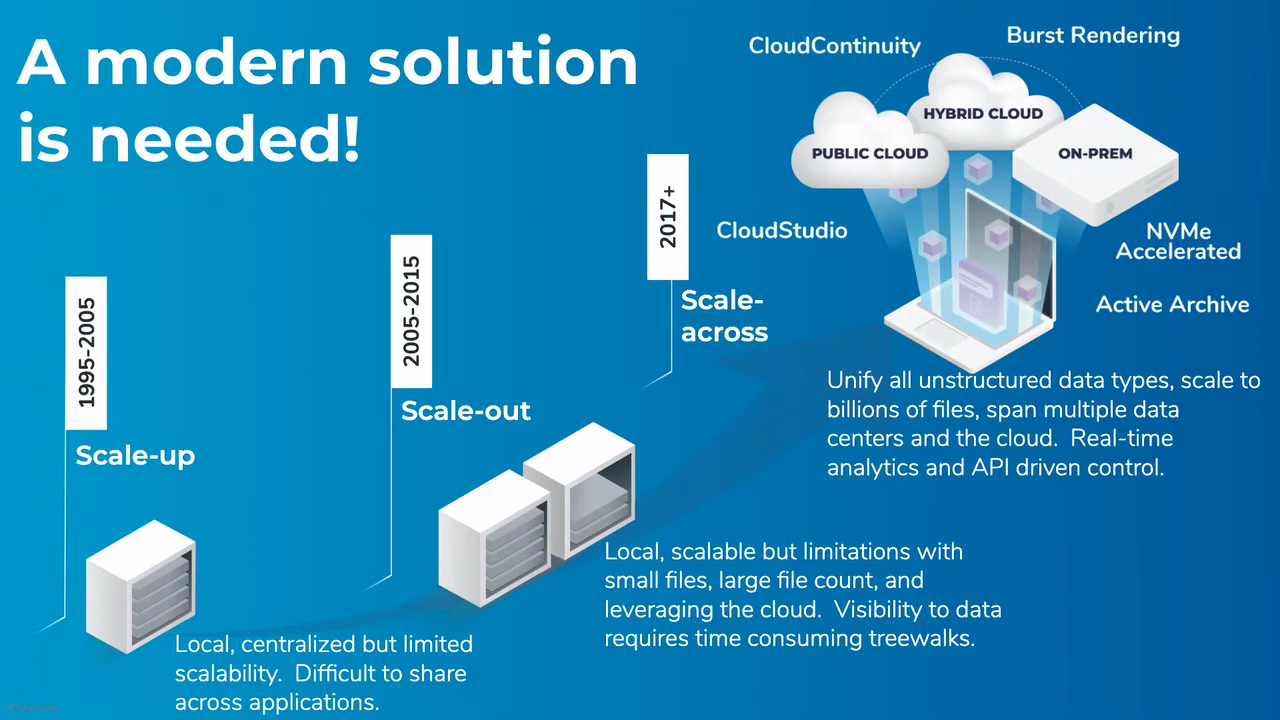 A modern solution
is needed!
1995-2005
Scale-up
Local, centralized but limited
scalability.  Difficult to share
across applications.
2005-2015
Scale-out
Local, scalable but limitations with
small files, large file count, and
leveraging the cloud.  Visibility to data
requires time consuming treewalks.
2017+
Scale-
across
CloudContinuity
Burst Rendering
HYBRID CLOUD
PUBLIC CLOUD
ON-PREM
CloudStudio
NVMe
Accelerated
Active Archive
Unify all unstructured data types, scale to
billions of files, span multiple data
centers and the cloud.  Real-time
analytics and API driven control.